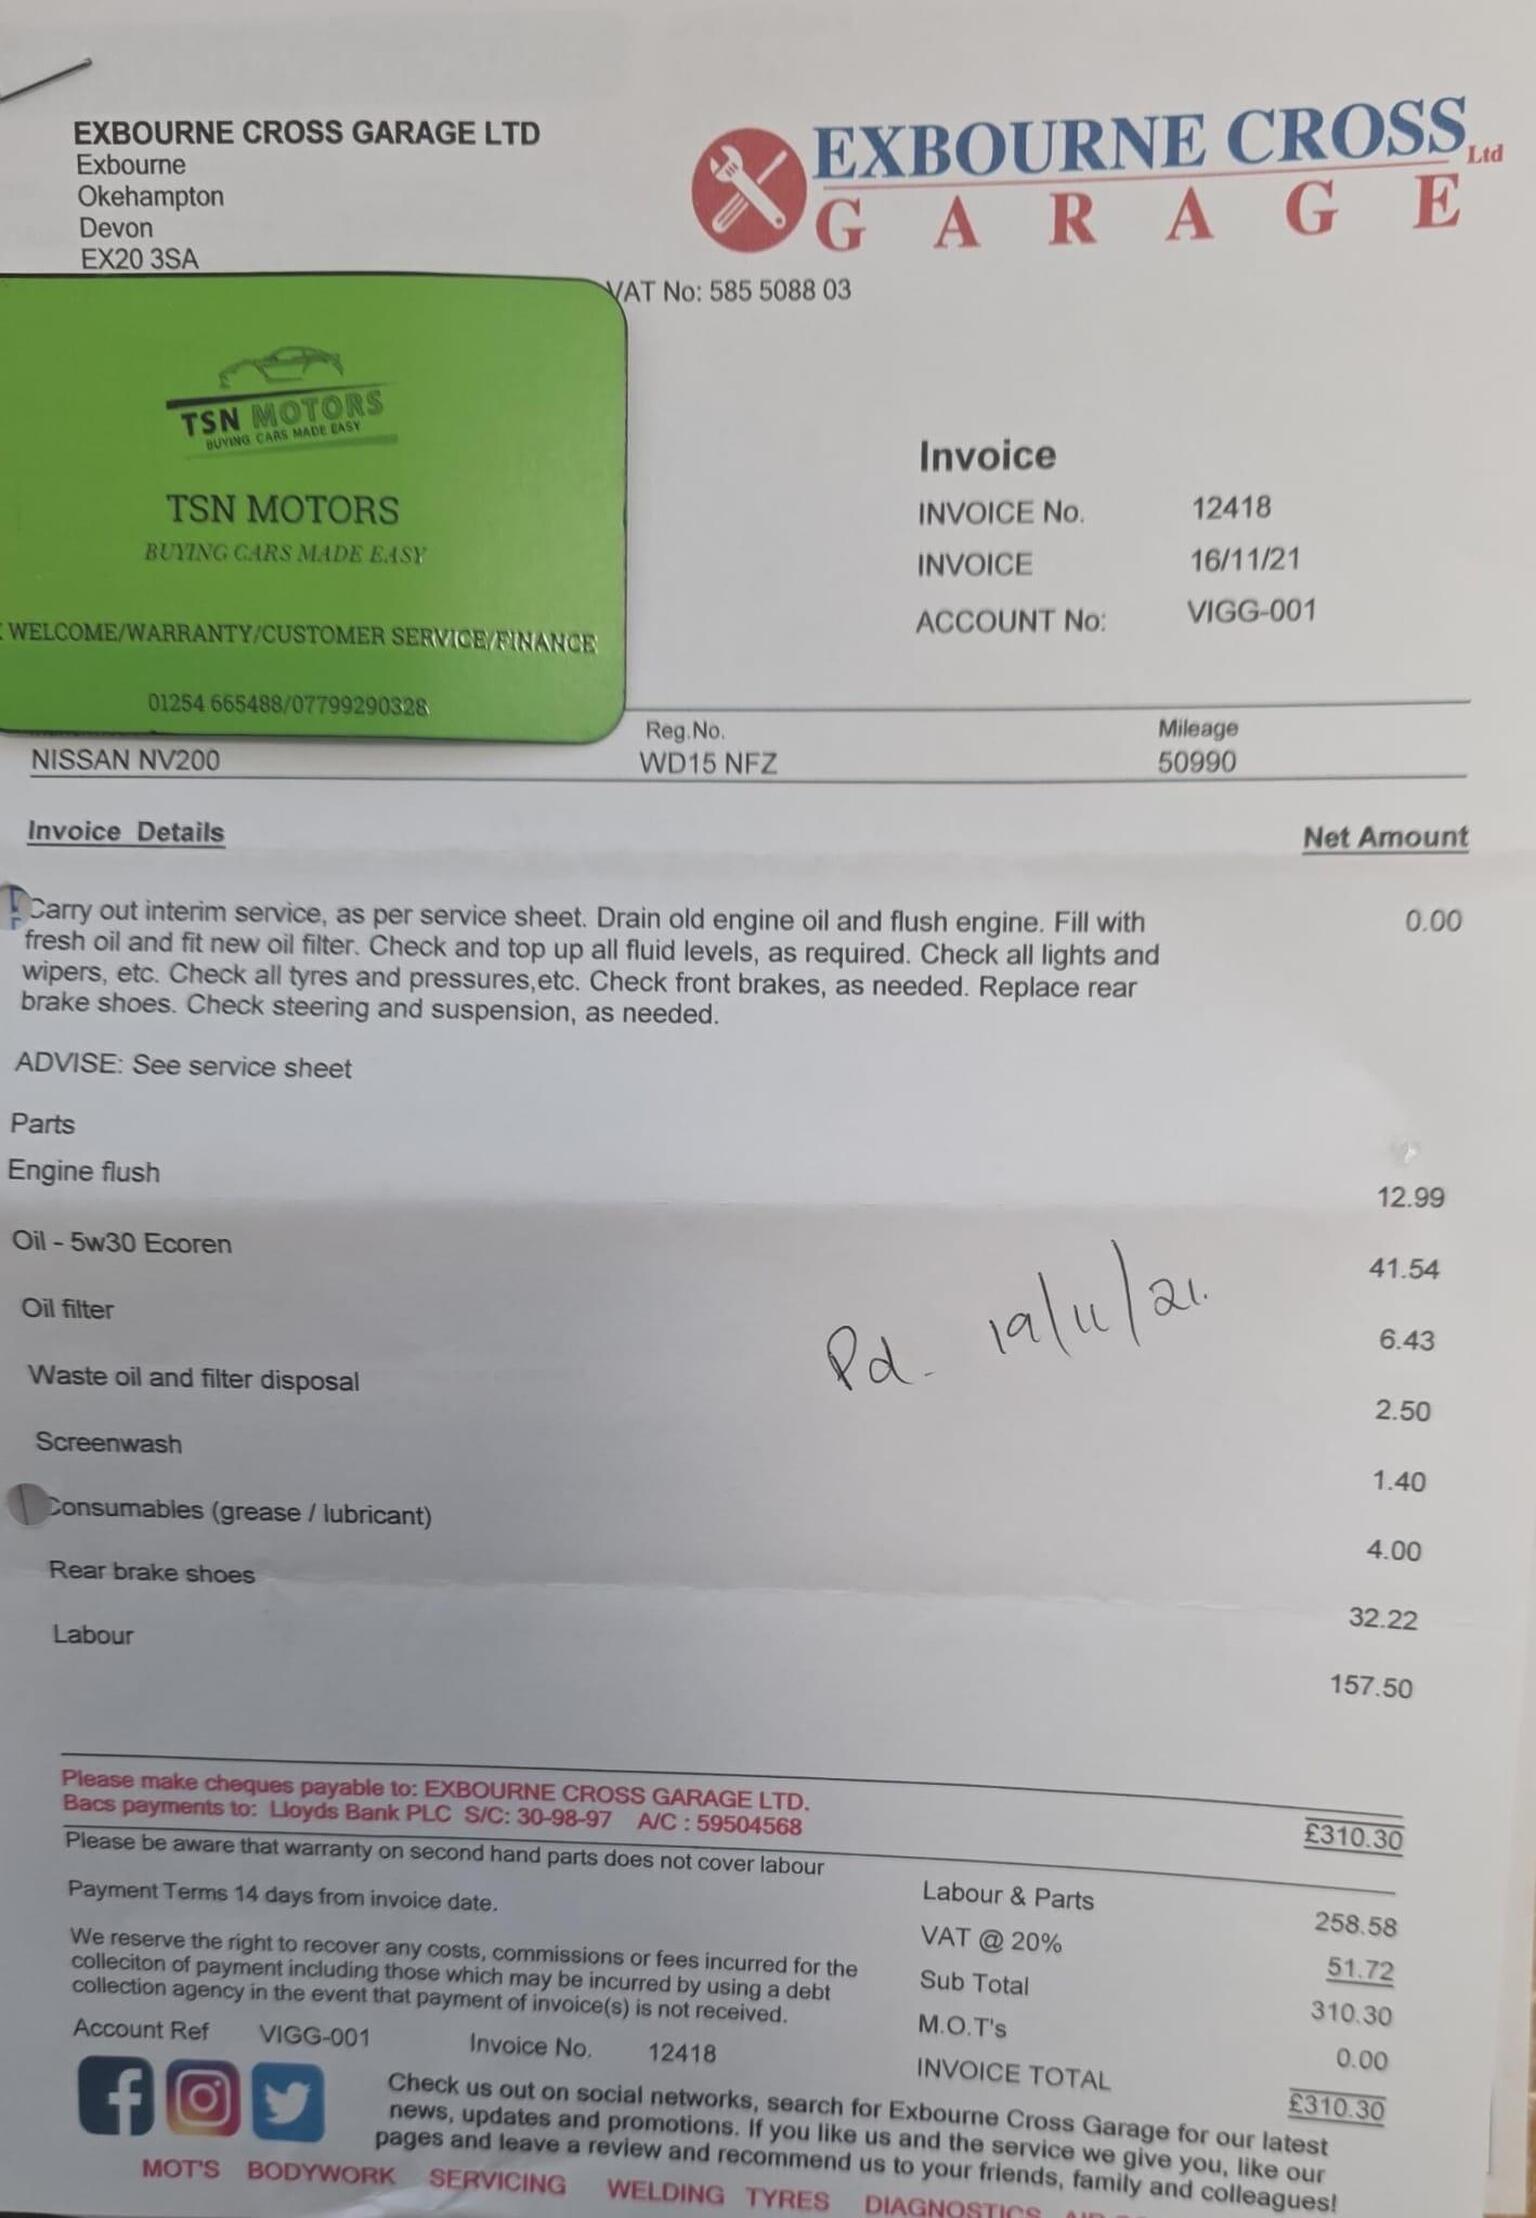 EXBOURNE CROSS GARAGE LTD
Exbourne
Okehampton
Devon
EX20 3SA
EXBOURNE CROSS Ltd
GARAGE
VAT No: 585 5088 03
TSN MOTORS
BUYING CARS MADE EASY
TSN MOTORS
BUYING CARS MADE EASY
WELCOME/WARRANTY/CUSTOMER SERVICE/FINANCE
01254 665488/07799290328
Invoice
INVOICE No. 12418
INVOICE 16/11/21
ACCOUNT No: VIGG-001
Reg.No. Mileage
NISSAN NV200 WD15 NFZ 50990
Invoice Details Net Amount
Carry out interim service, as per service sheet. Drain old engine oil and flush engine. Fill with 0.00
fresh oil and fit new oil filter. Check and top up all fluid levels, as required. Check all lights and
wipers, etc. Check all tyres and pressures,etc. Check front brakes, as needed. Replace rear
brake shoes. Check steering and suspension, as needed.
ADVISE: See service sheet
Parts
Engine flush 12.99
Oil - 5w30 Ecoren 41.54
Oil filter 6.43
Pd. 19/11/21.
Waste oil and filter disposal 2.50
Screenwash 1.40
Consumables (grease / lubricant) 4.00
Rear brake shoes 32.22
Labour 157.50
Please make cheques payable to: EXBOURNE CROSS GARAGE LTD.
Bacs payments to: Lloyds Bank PLC S/C: 30-98-97 A/C : 59504568
£310.30
Please be aware that warranty on second hand parts does not cover labour
Payment Terms 14 days from invoice date.
We reserve the right to recover any costs, commissions or fees incurred for the
colleciton of payment including those which may be incurred by using a debt
collection agency in the event that payment of invoice(s) is not received.
Labour & Parts 258.58
VAT @ 20% 51.72
Sub Total 310.30
M.O.T's 0.00
INVOICE TOTAL £310.30
Account Ref VIGG-001 Invoice No. 12418
Check us out on social networks, search for Exbourne Cross Garage for our latest
news, updates and promotions. If you like us and the service we give you, like our
pages and leave a review and recommend us to your friends, family and colleagues!
MOT'S BODYWORK SERVICING WELDING TYRES DIAGNOSTICS